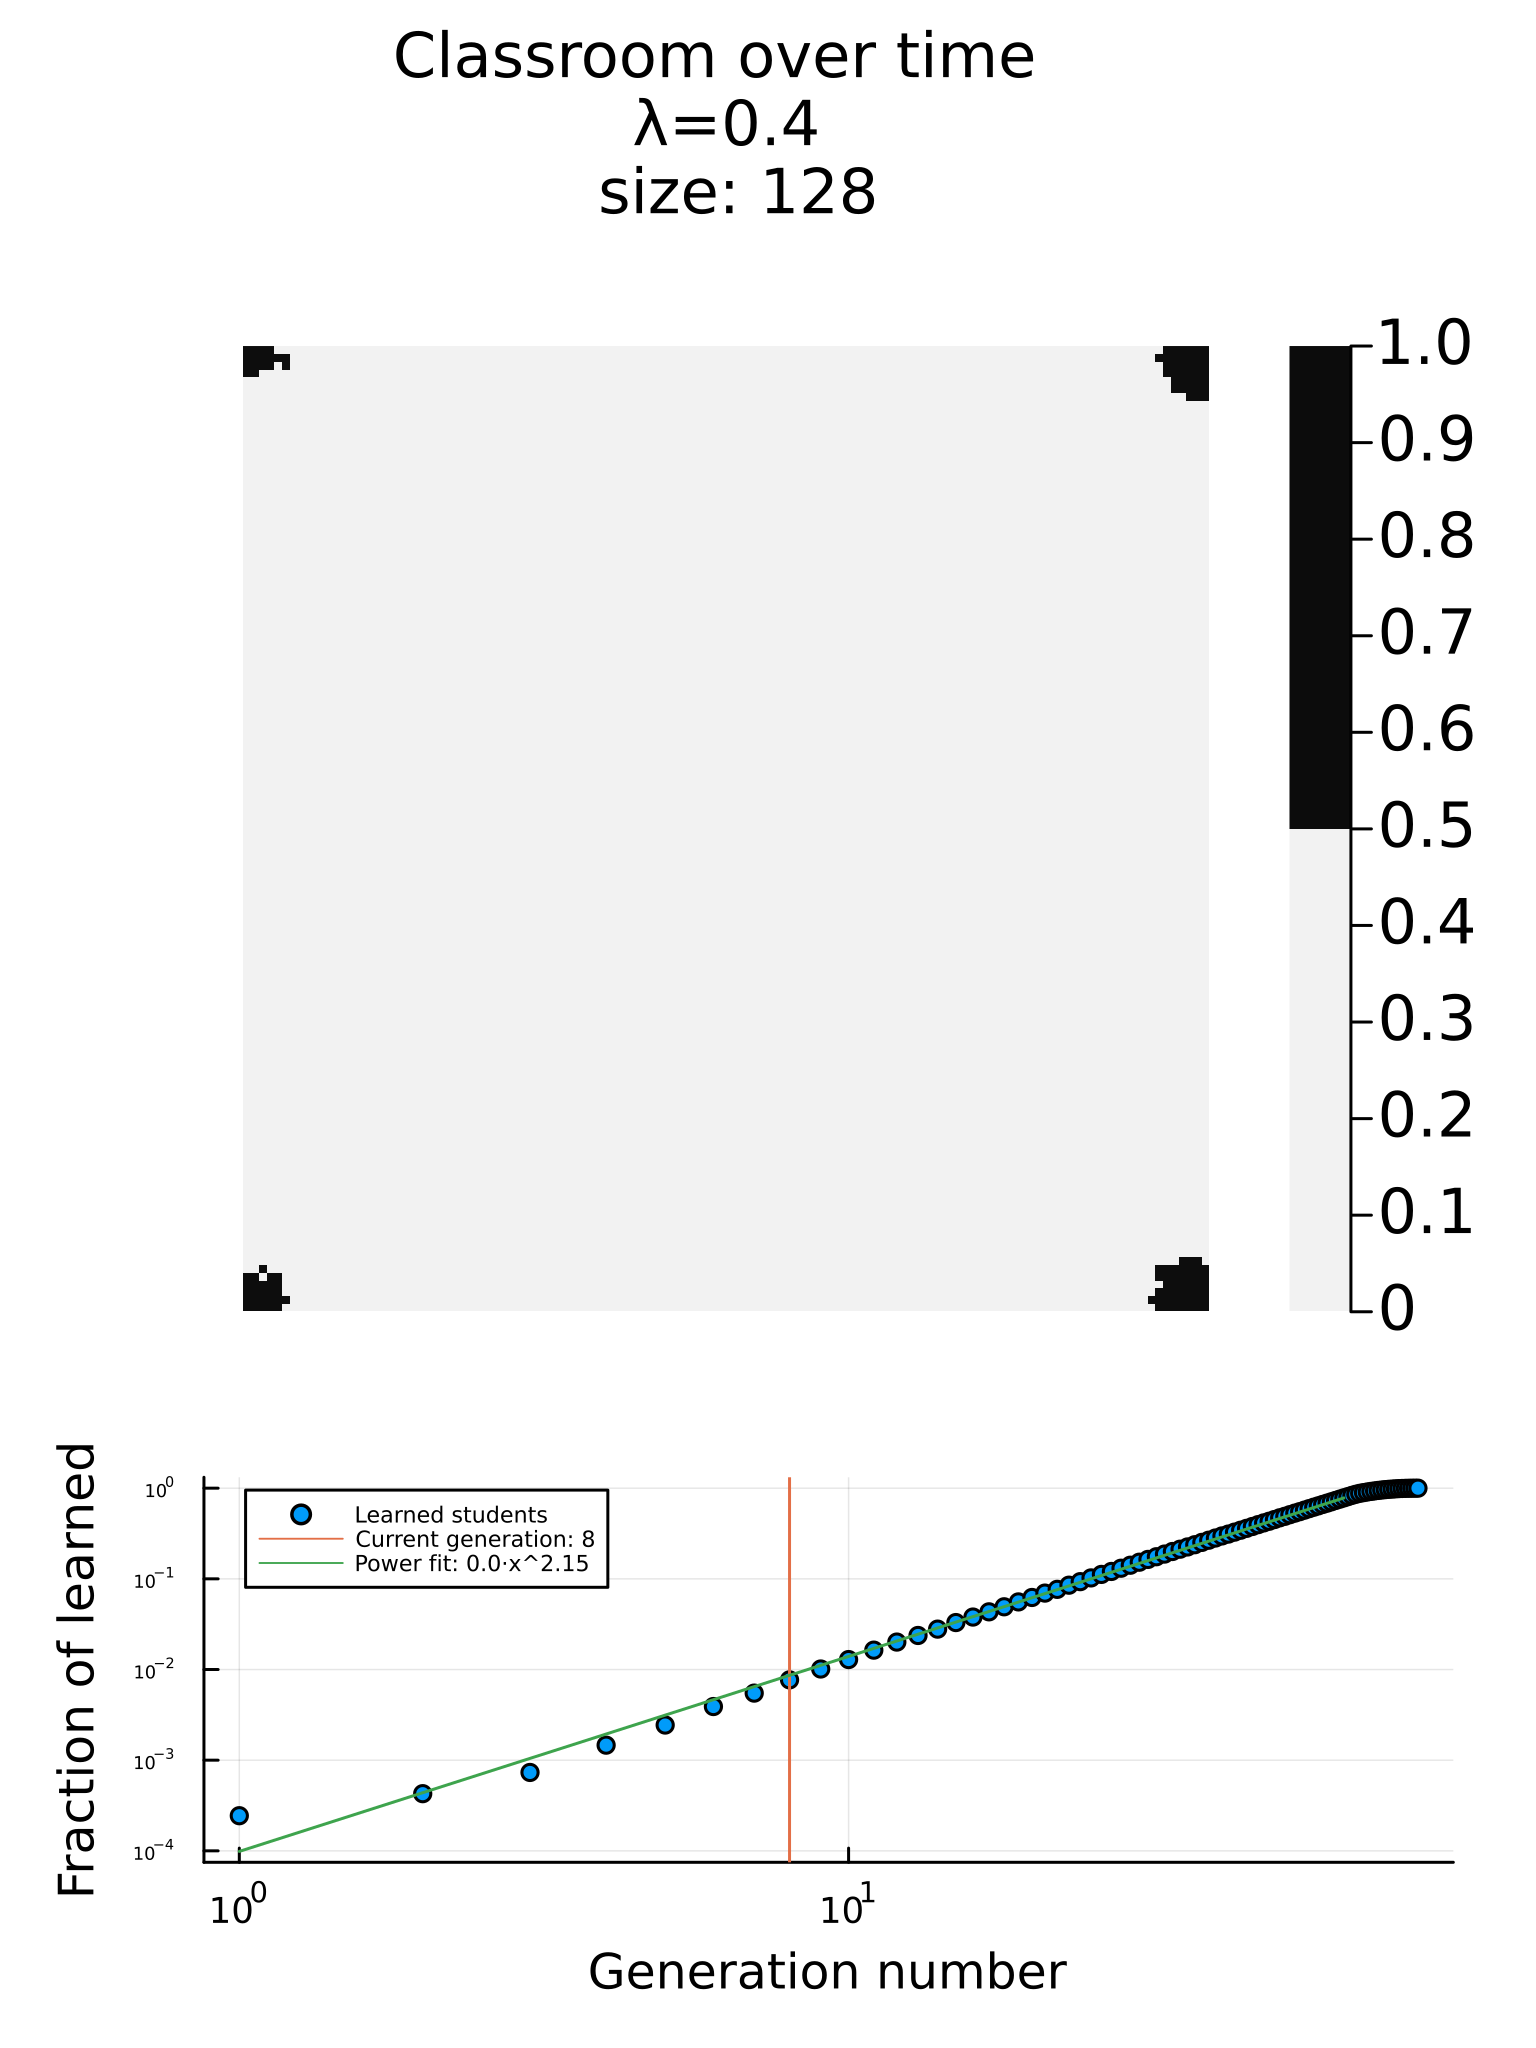 Classroom over time
λ=0.4
size: 128
1.0
0.9
0.8
0.7
0.6
0.5
0.4
0.3
0.2
0.1
0
Fraction of learned
10^0
10^-1
10^-2
10^-3
10^-4
Learned students
Current generation: 8
Power fit: 0.0·x^2.15
10^0
10^1
Generation number